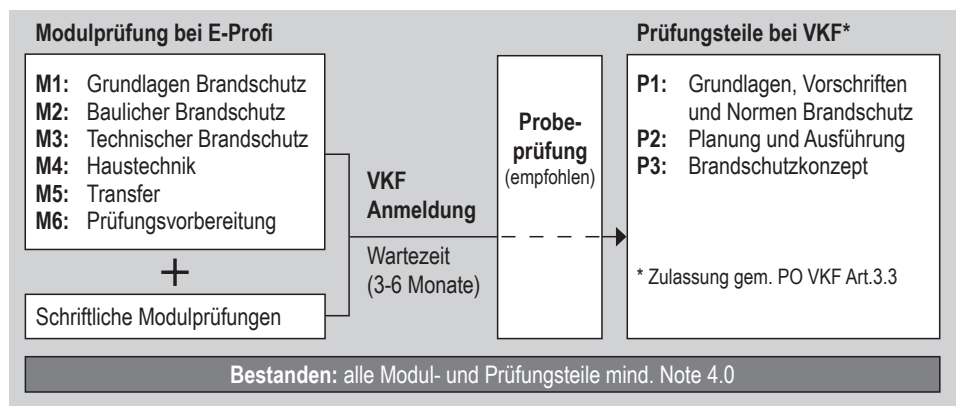 Modulprüfung bei E-Profi
M1: Grundlagen Brandschutz
M2: Baulicher Brandschutz
M3: Technischer Brandschutz
M4: Haustechnik
M5: Transfer
M6: Prüfungsvorbereitung
+
Schriftliche Modulprüfungen
VKF
Anmeldung
Wartezeit
(3-6 Monate)
Probe-
prüfung
(empfohlen)
Prüfungsteile bei VKF*
P1: Grundlagen, Vorschriften
und Normen Brandschutz
P2: Planung und Ausführung
P3: Brandschutzkonzept
* Zulassung gem. PO VKF Art.3.3
Bestanden: alle Modul- und Prüfungsteile mind. Note 4.0